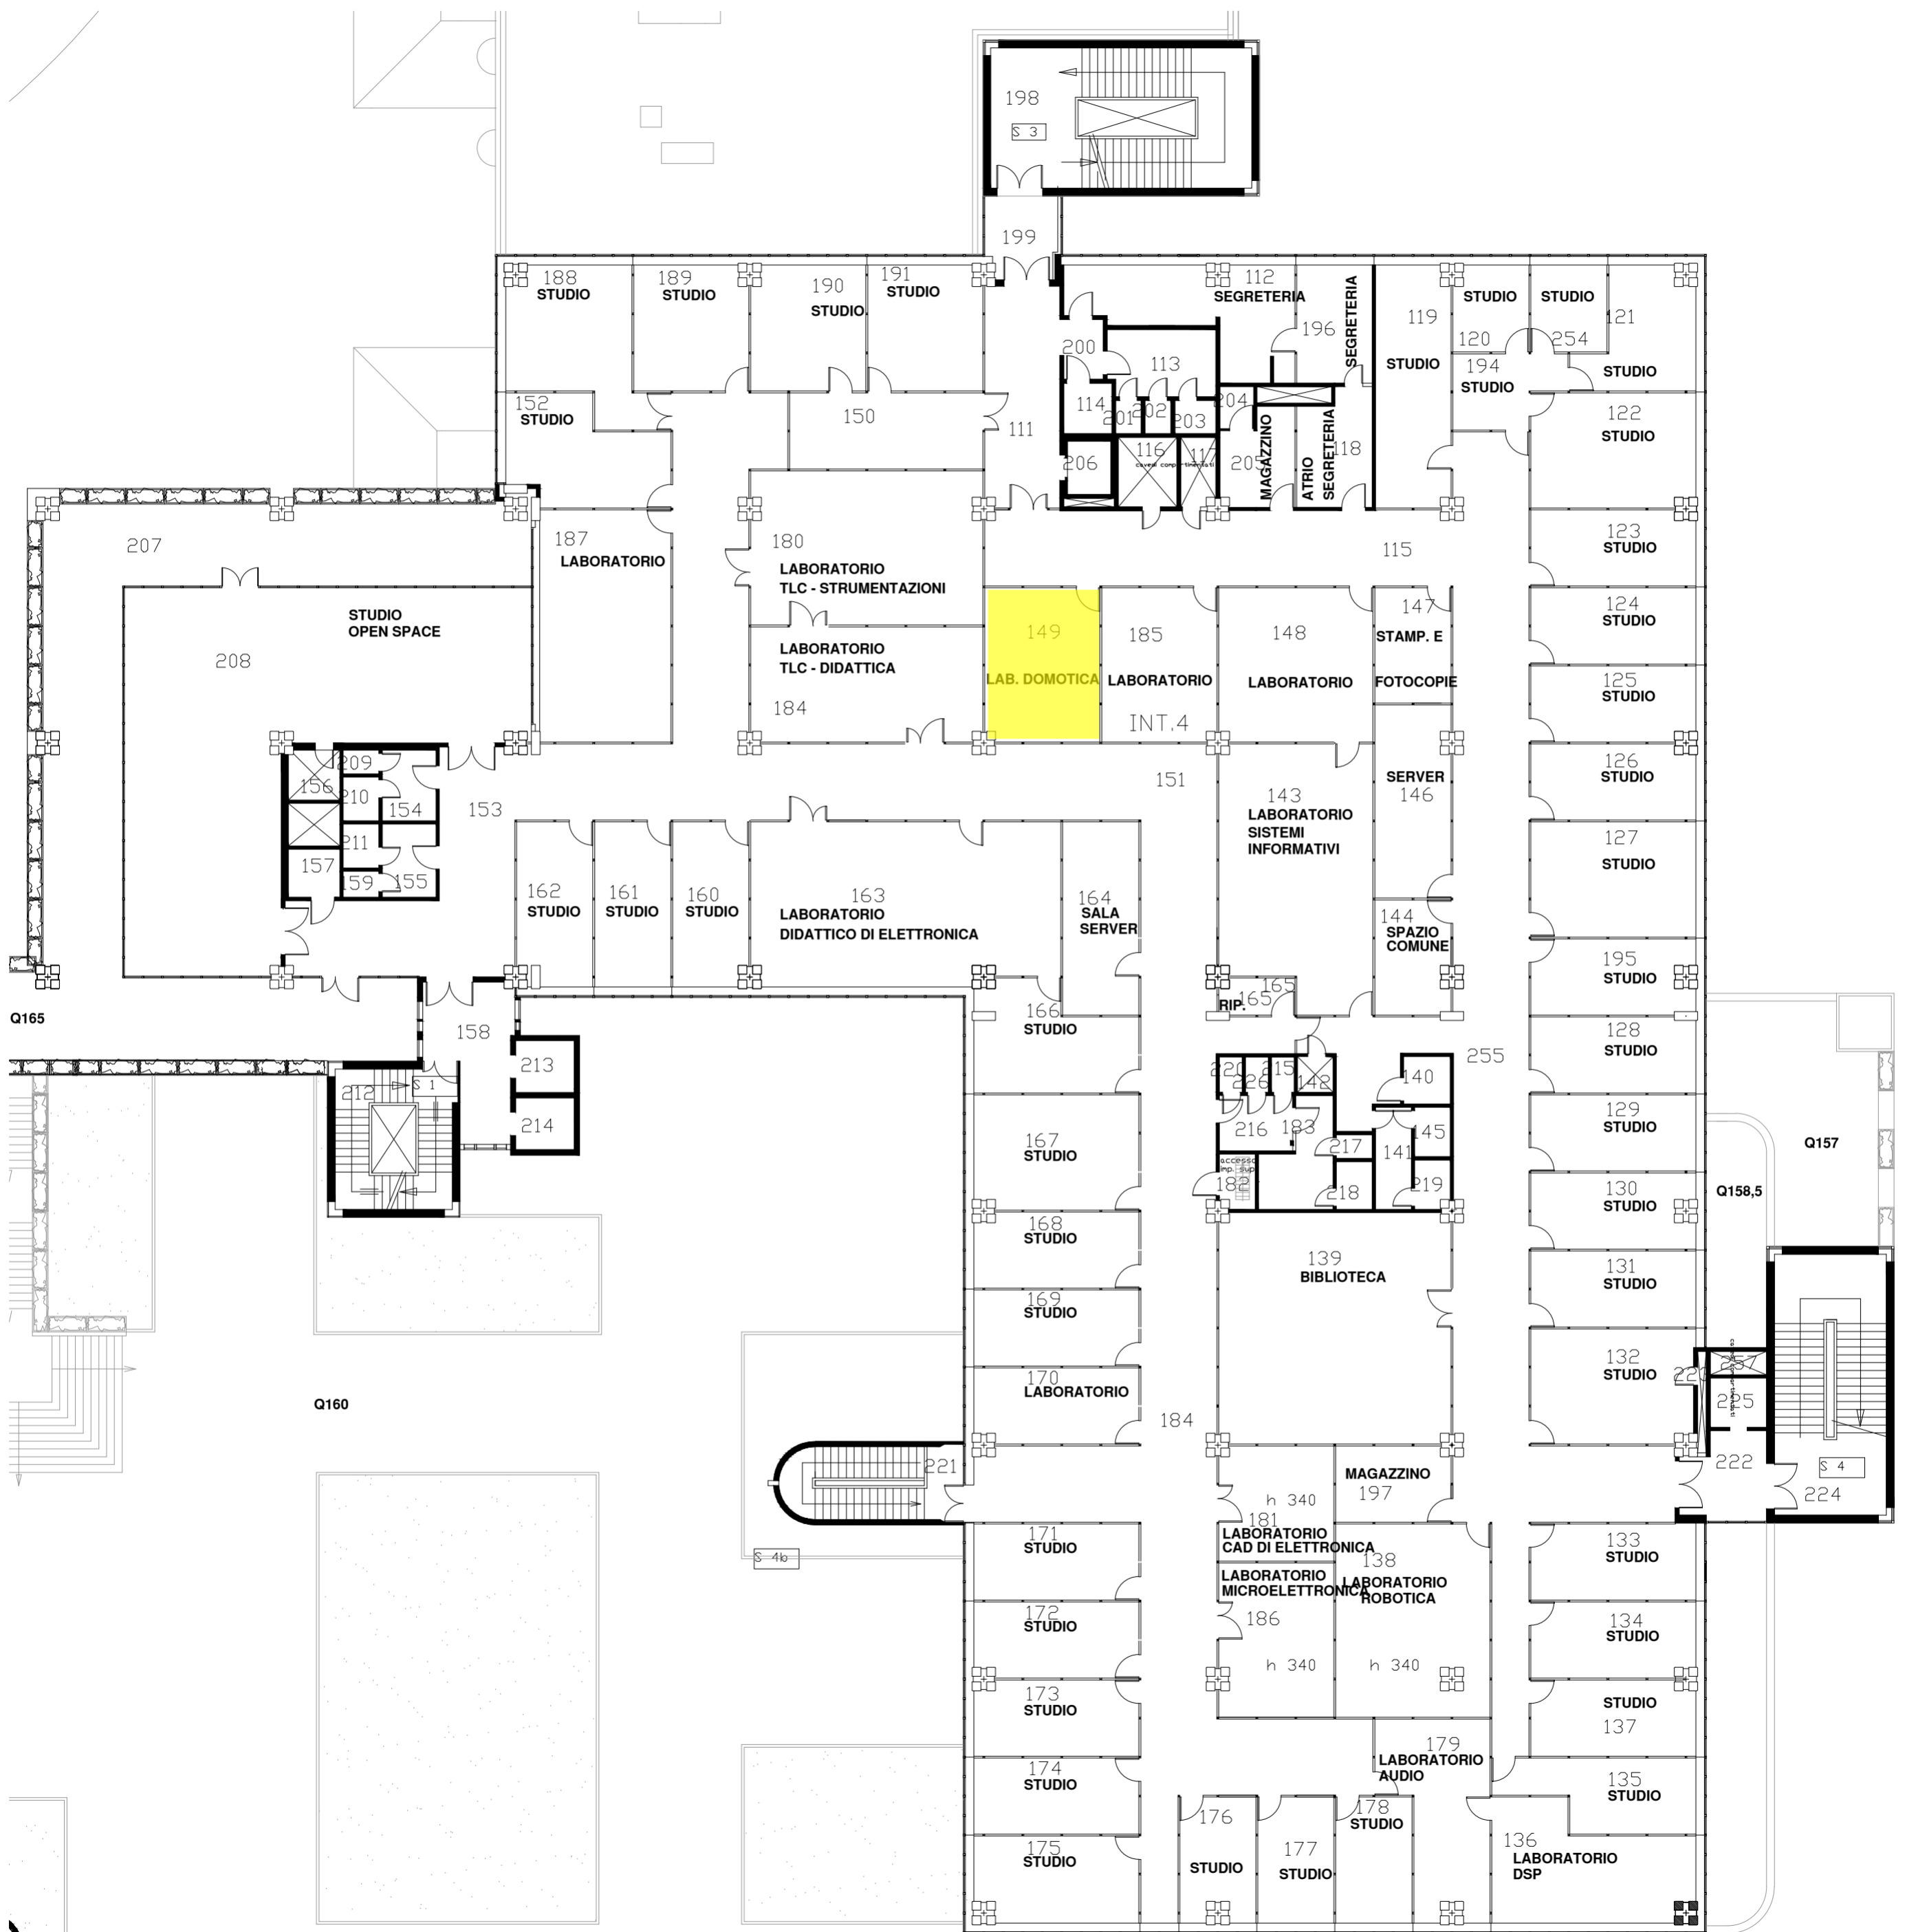 198
S 3
199
188
STUDIO
189
STUDIO
190
STUDIO
191
STUDIO
112
SEGRETERIA
196
SEGRETERIA
119
STUDIO
STUDIO
120
STUDIO
254
121
STUDIO
200
113
194
STUDIO
152
STUDIO
150
111
114
201
202
203
204
122
STUDIO
206
116
117
205
MAGAZZINO
ATRIO
SEGRETERIA
118
207
187
LABORATORIO
180
LABORATORIO
TLC - STRUMENTAZIONI
115
123
STUDIO
STUDIO
OPEN SPACE
208
LABORATORIO
TLC - DIDATTICA
184
149
LAB. DOMOTICA
185
LABORATORIO
INT.4
148
LABORATORIO
147
STAMP. E
FOTOCOPIE
124
STUDIO
125
STUDIO
156
209
210
154
153
151
143
LABORATORIO
SISTEMI
INFORMATIVI
SERVER
146
126
STUDIO
211
157
159
155
127
STUDIO
162
STUDIO
161
STUDIO
160
STUDIO
163
LABORATORIO
DIDATTICO DI ELETTRONICA
164
SALA
SERVER
144
SPAZIO
COMUNE
195
STUDIO
Q165
158
166
STUDIO
RIP.
165
165
255
128
STUDIO
213
212
S 1
214
220
226
215
142
140
129
STUDIO
Q157
167
STUDIO
216
183
217
141
145
accesso
imp. sup
182
218
219
130
STUDIO
Q158,5
168
STUDIO
139
BIBLIOTECA
131
STUDIO
169
STUDIO
132
STUDIO
225
170
LABORATORIO
Q160
184
221
MAGAZZINO
197
222
S 4
224
h 340
181
LABORATORIO
CAD DI ELETTRONICA
171
STUDIO
S 4b
138
LABORATORIO
ROBOTICA
133
STUDIO
LABORATORIO
MICROELETTRONICA
186
172
STUDIO
134
STUDIO
h 340
h 340
173
STUDIO
STUDIO
137
179
LABORATORIO
AUDIO
174
STUDIO
135
STUDIO
176
STUDIO
177
STUDIO
178
STUDIO
136
LABORATORIO
DSP
175
STUDIO